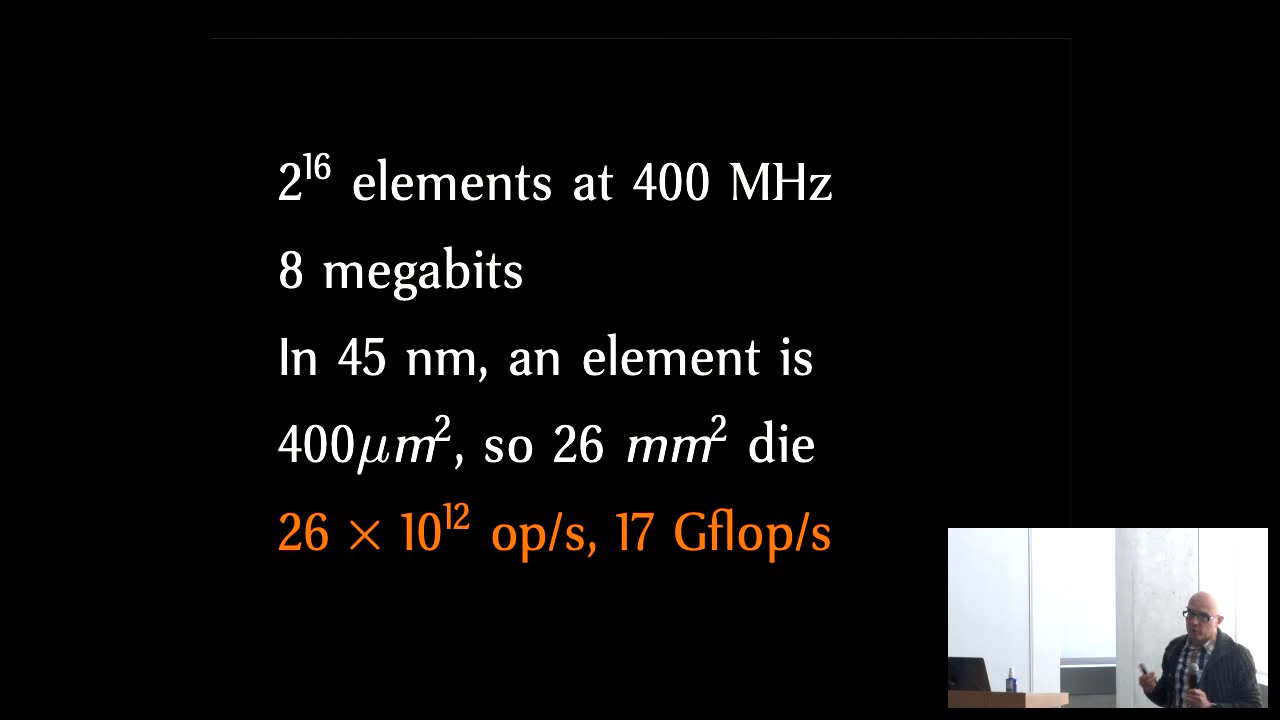 2¹⁶ elements at 400 MHz
8 megabits
In 45 nm, an element is
400μm², so 26 mm² die
26 × 10¹² op/s, 17 Gflop/s